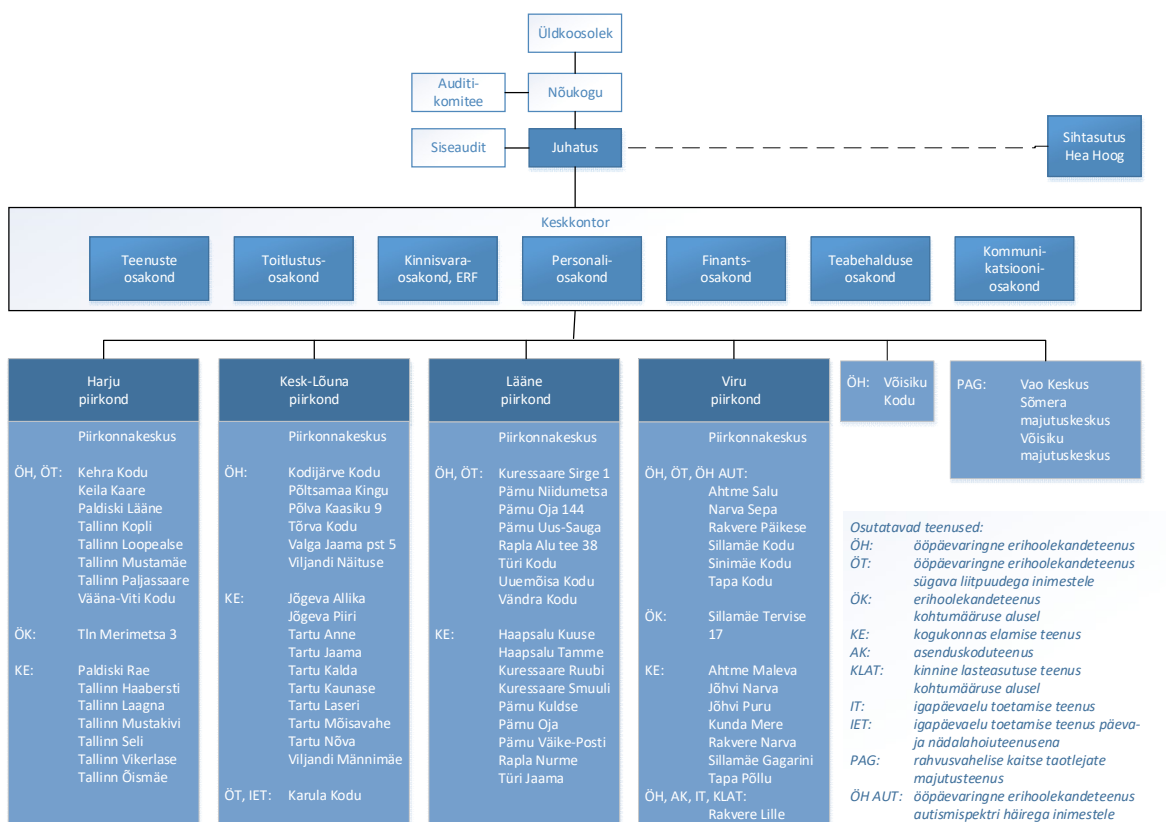 Üldkoosolek
Auditi-
komitee
Nõukogu
Siseaudit
Juhatus
Sihtasutus
Hea Hoog
Keskkontor
Teenuste
osakond
Toitlustus-
osakond
Kinnisvara-
osakond, ERF
Personali-
osakond
Finants-
osakond
Teabehalduse
osakond
Kommuni-
katsiooni-
osakond
Harju
piirkond
Piirkonnakeskus
ÖH, ÖT: Kehra Kodu
Keila Kaare
Paldiski Lääne
Tallinn Kopli
Tallinn Loopealse
Tallinn Mustamäe
Tallinn Paljassaare
Vääna-Viti Kodu
ÖK: Tln Merimetsa 3
KE: Paldiski Rae
Tallinn Haabersti
Tallinn Laagna
Tallinn Mustakivi
Tallinn Seli
Tallinn Vikerlase
Tallinn Õismäe
Kesk-Lõuna
piirkond
Piirkonnakeskus
ÖH: Kodijärve Kodu
Põltsamaa Kingu
Põlva Kaasiku 9
Tõrva Kodu
Valga Jaama pst 5
Viljandi Näituse
KE: Jõgeva Allika
Jõgeva Piiri
Tartu Anne
Tartu Jaama
Tartu Kalda
Tartu Kaunase
Tartu Laseri
Tartu Mõisavahe
Tartu Nõva
Viljandi Männimäe
ÖT, IET: Karula Kodu
Lääne
piirkond
Piirkonnakeskus
ÖH, ÖT: Kuressaare Sirge 1
Pärnu Niidumetsa
Pärnu Oja 144
Pärnu Uus-Sauga
Rapla Alu tee 38
Türi Kodu
Uuemõisa Kodu
Vändra Kodu
KE: Haapsalu Kuuse
Haapsalu Tamme
Kuressaare Ruubi
Kuressaare Smuuli
Pärnu Kuldse
Pärnu Oja
Pärnu Väike-Posti
Rapla Nurme
Türi Jaama
Viru
piirkond
Piirkonnakeskus
ÖH, ÖT, ÖH AUT:
Ahtme Salu
Narva Sepa
Rakvere Päikese
Sillamäe Kodu
Sinimäe Kodu
Tapa Kodu
ÖK: Sillamäe Tervise
17
KE: Ahtme Maleva
Jõhvi Narva
Jõhvi Puru
Kunda Mere
Rakvere Narva
Sillamäe Gagarini
Tapa Põllu
ÖH, AK, IT, KLAT:
Rakvere Lille
ÖH: Võisiku
Kodu
PAG: Vao Keskus
Sõmera
majutuskeskus
Võisiku
majutuskeskus
Osutatavad teenused:
ÖH: ööpäevaringne erihoolekandeteenus
ÖT: ööpäevaringne erihoolekandeteenus
sügava liitpuudega inimestele
ÖK: erihoolekandeteenus
kohtumääruse alusel
KE: kogukonnas elamise teenus
AK: asenduskoduteenus
KLAT: kinnine lasteasutuse teenus
kohtumääruse alusel
IT: igapäevaelu toetamise teenus
IET: igapäevaelu toetamise teenus päeva-
ja nädalahoiuteenusena
PAG: rahvusvahelise kaitse taotlejate
majutusteenus
ÖH AUT: ööpäevaringne erihoolekandeteenus
autismispektri häirega inimestele